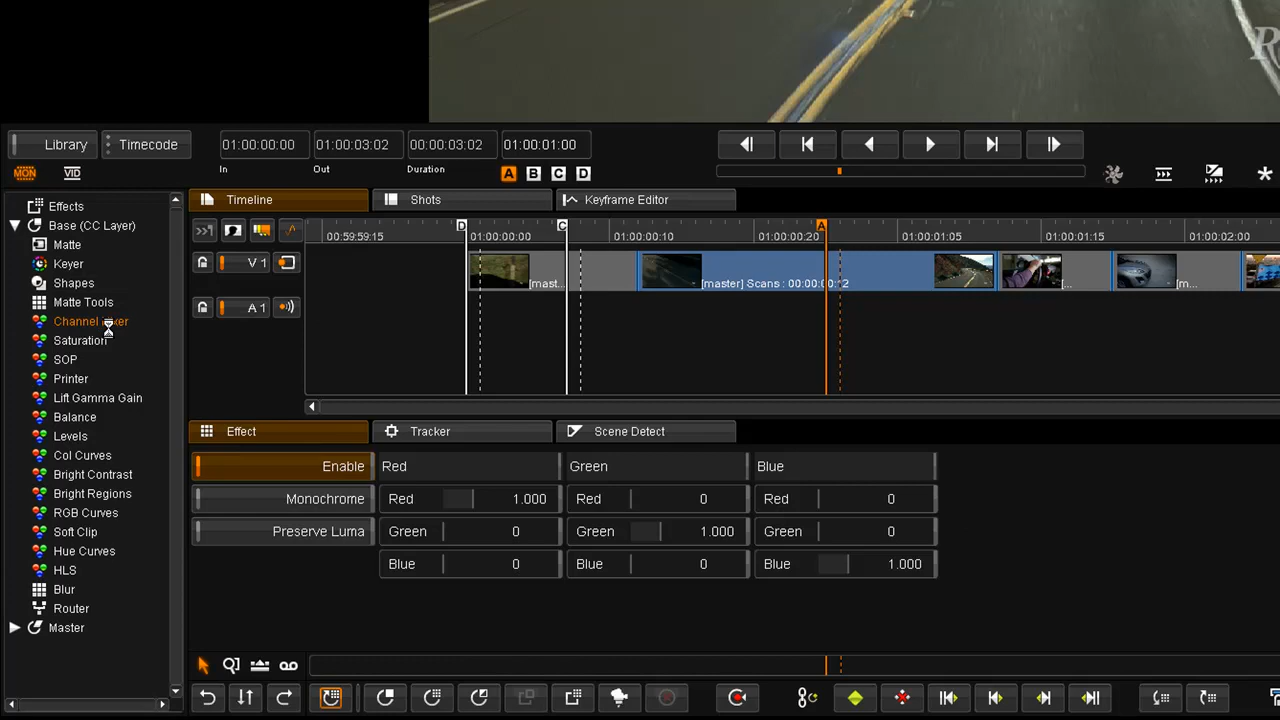 R
Library
Timecode
01:00:00:00
01:00:03:02
00:00:03:02
01:00:01:00
In
Out
Duration
A B C D
MON
VID
Effects
Base (CC Layer)
Matte
Keyer
Shapes
Matte Tools
Saturation
SOP
Printer
Lift Gamma Gain
Balance
Levels
Col Curves
Bright Contrast
Bright Regions
RGB Curves
Soft Clip
Hue Curves
HLS
Blur
Router
Master
Timeline
Shots
Keyframe Editor
D
C
A
00:59:59:15
01:00:00:00
01:00:00:10
01:00:00:20
01:00:01:05
01:00:01:15
01:00:02:00
V 1
[mast...
[master] Scans : 00:00:00:12
[...
[m...
A 1
Effect
Tracker
Scene Detect
Enable
Red
Green
Blue
Monochrome
Red 1.000
Red 0
Red 0
Preserve Luma
Green 0
Green 1.000
Green 0
Blue 0
Blue 0
Blue 1.000